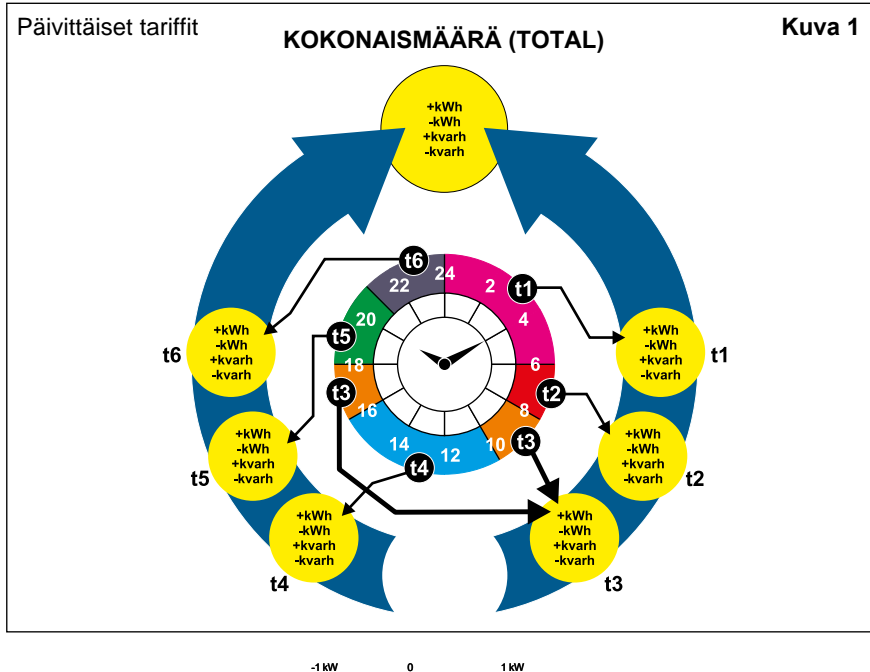 Päivittäiset tariffit
Kuva 1
KOKONAISMÄÄRÄ (TOTAL)
+kWh
-kWh
+kvarh
-kvarh
t6
24
22
2
t1
4
20
t5
6
18
t3
t2
16
8
14
12
10
t3
t4
+kWh
-kWh
+kvarh
-kvarh
t6
+kWh
-kWh
+kvarh
-kvarh
t1
+kWh
-kWh
+kvarh
-kvarh
t5
+kWh
-kWh
+kvarh
-kvarh
t2
+kWh
-kWh
+kvarh
-kvarh
t4
+kWh
-kWh
+kvarh
-kvarh
t3
-1 kW 0 1 kW